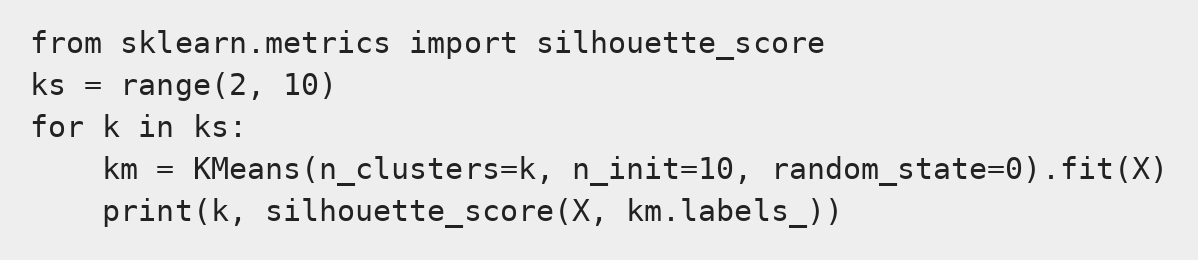 from sklearn.metrics import silhouette_score
ks = range(2, 10)
for k in ks:
    km = KMeans(n_clusters=k, n_init=10, random_state=0).fit(X)
    print(k, silhouette_score(X, km.labels_))